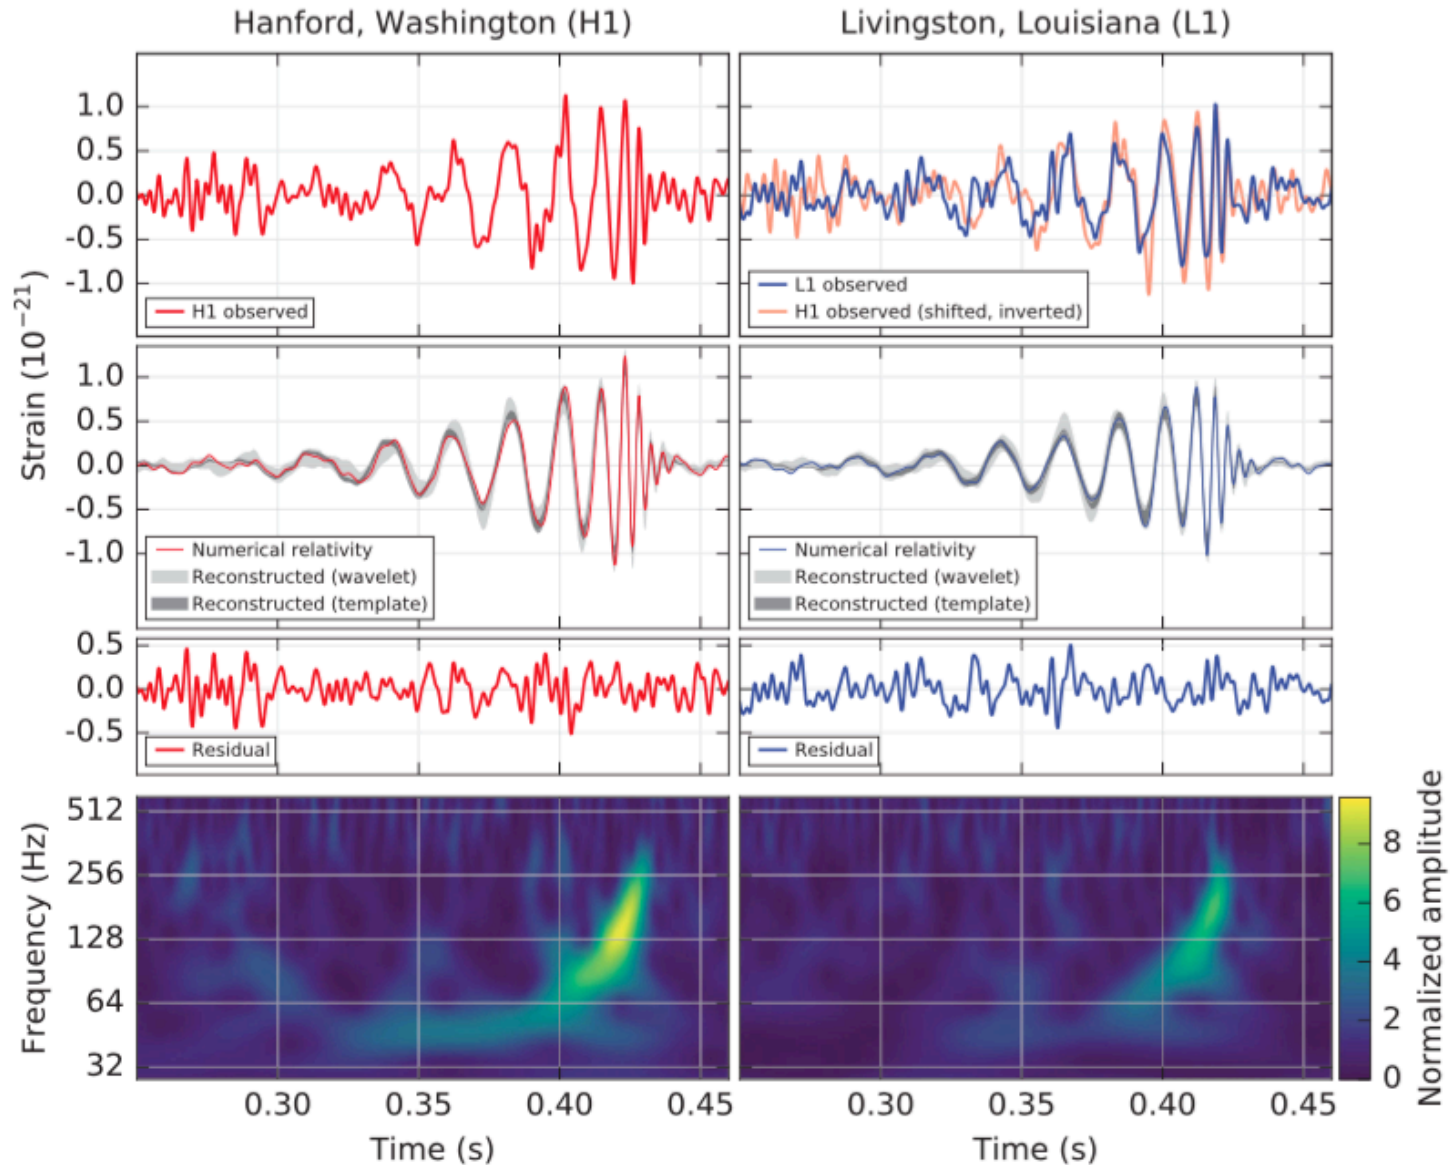 Hanford, Washington (H1)
Livingston, Louisiana (L1)
Strain (10⁻²¹)
1.0
0.5
0.0
-0.5
-1.0
H1 observed
L1 observed
H1 observed (shifted, inverted)
1.0
0.5
0.0
-0.5
-1.0
Numerical relativity
Reconstructed (wavelet)
Reconstructed (template)
Numerical relativity
Reconstructed (wavelet)
Reconstructed (template)
0.5
0.0
-0.5
Residual
Residual
Frequency (Hz)
512
256
128
64
32
Normalized amplitude
8
6
4
2
0
0.30 0.35 0.40 0.45
0.30 0.35 0.40 0.45
Time (s)
Time (s)